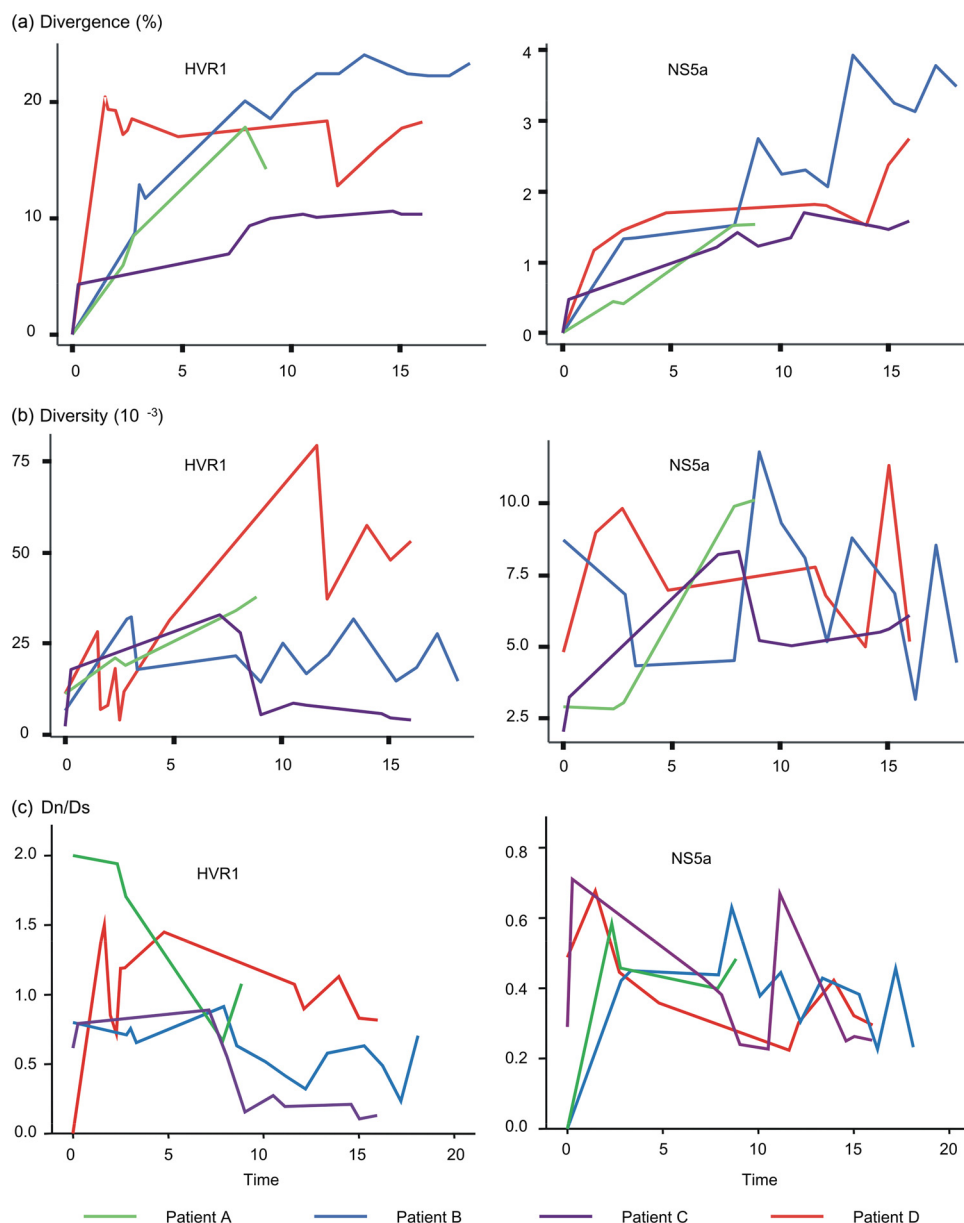 (a) Divergence (%)
HVR1
20
10
0
0 5 10 15
NS5a
4
3
2
1
0
0 5 10 15
(b) Diversity (10 -3)
HVR1
75
50
25
0
0 5 10 15
NS5a
10.0
7.5
5.0
2.5
0 5 10 15
(c) Dn/Ds
HVR1
2.0
1.5
1.0
0.5
0.0
0 5 10 15 20
Time
NS5a
0.8
0.6
0.4
0.2
0.0
0 5 10 15 20
Time
Patient A Patient B Patient C Patient D